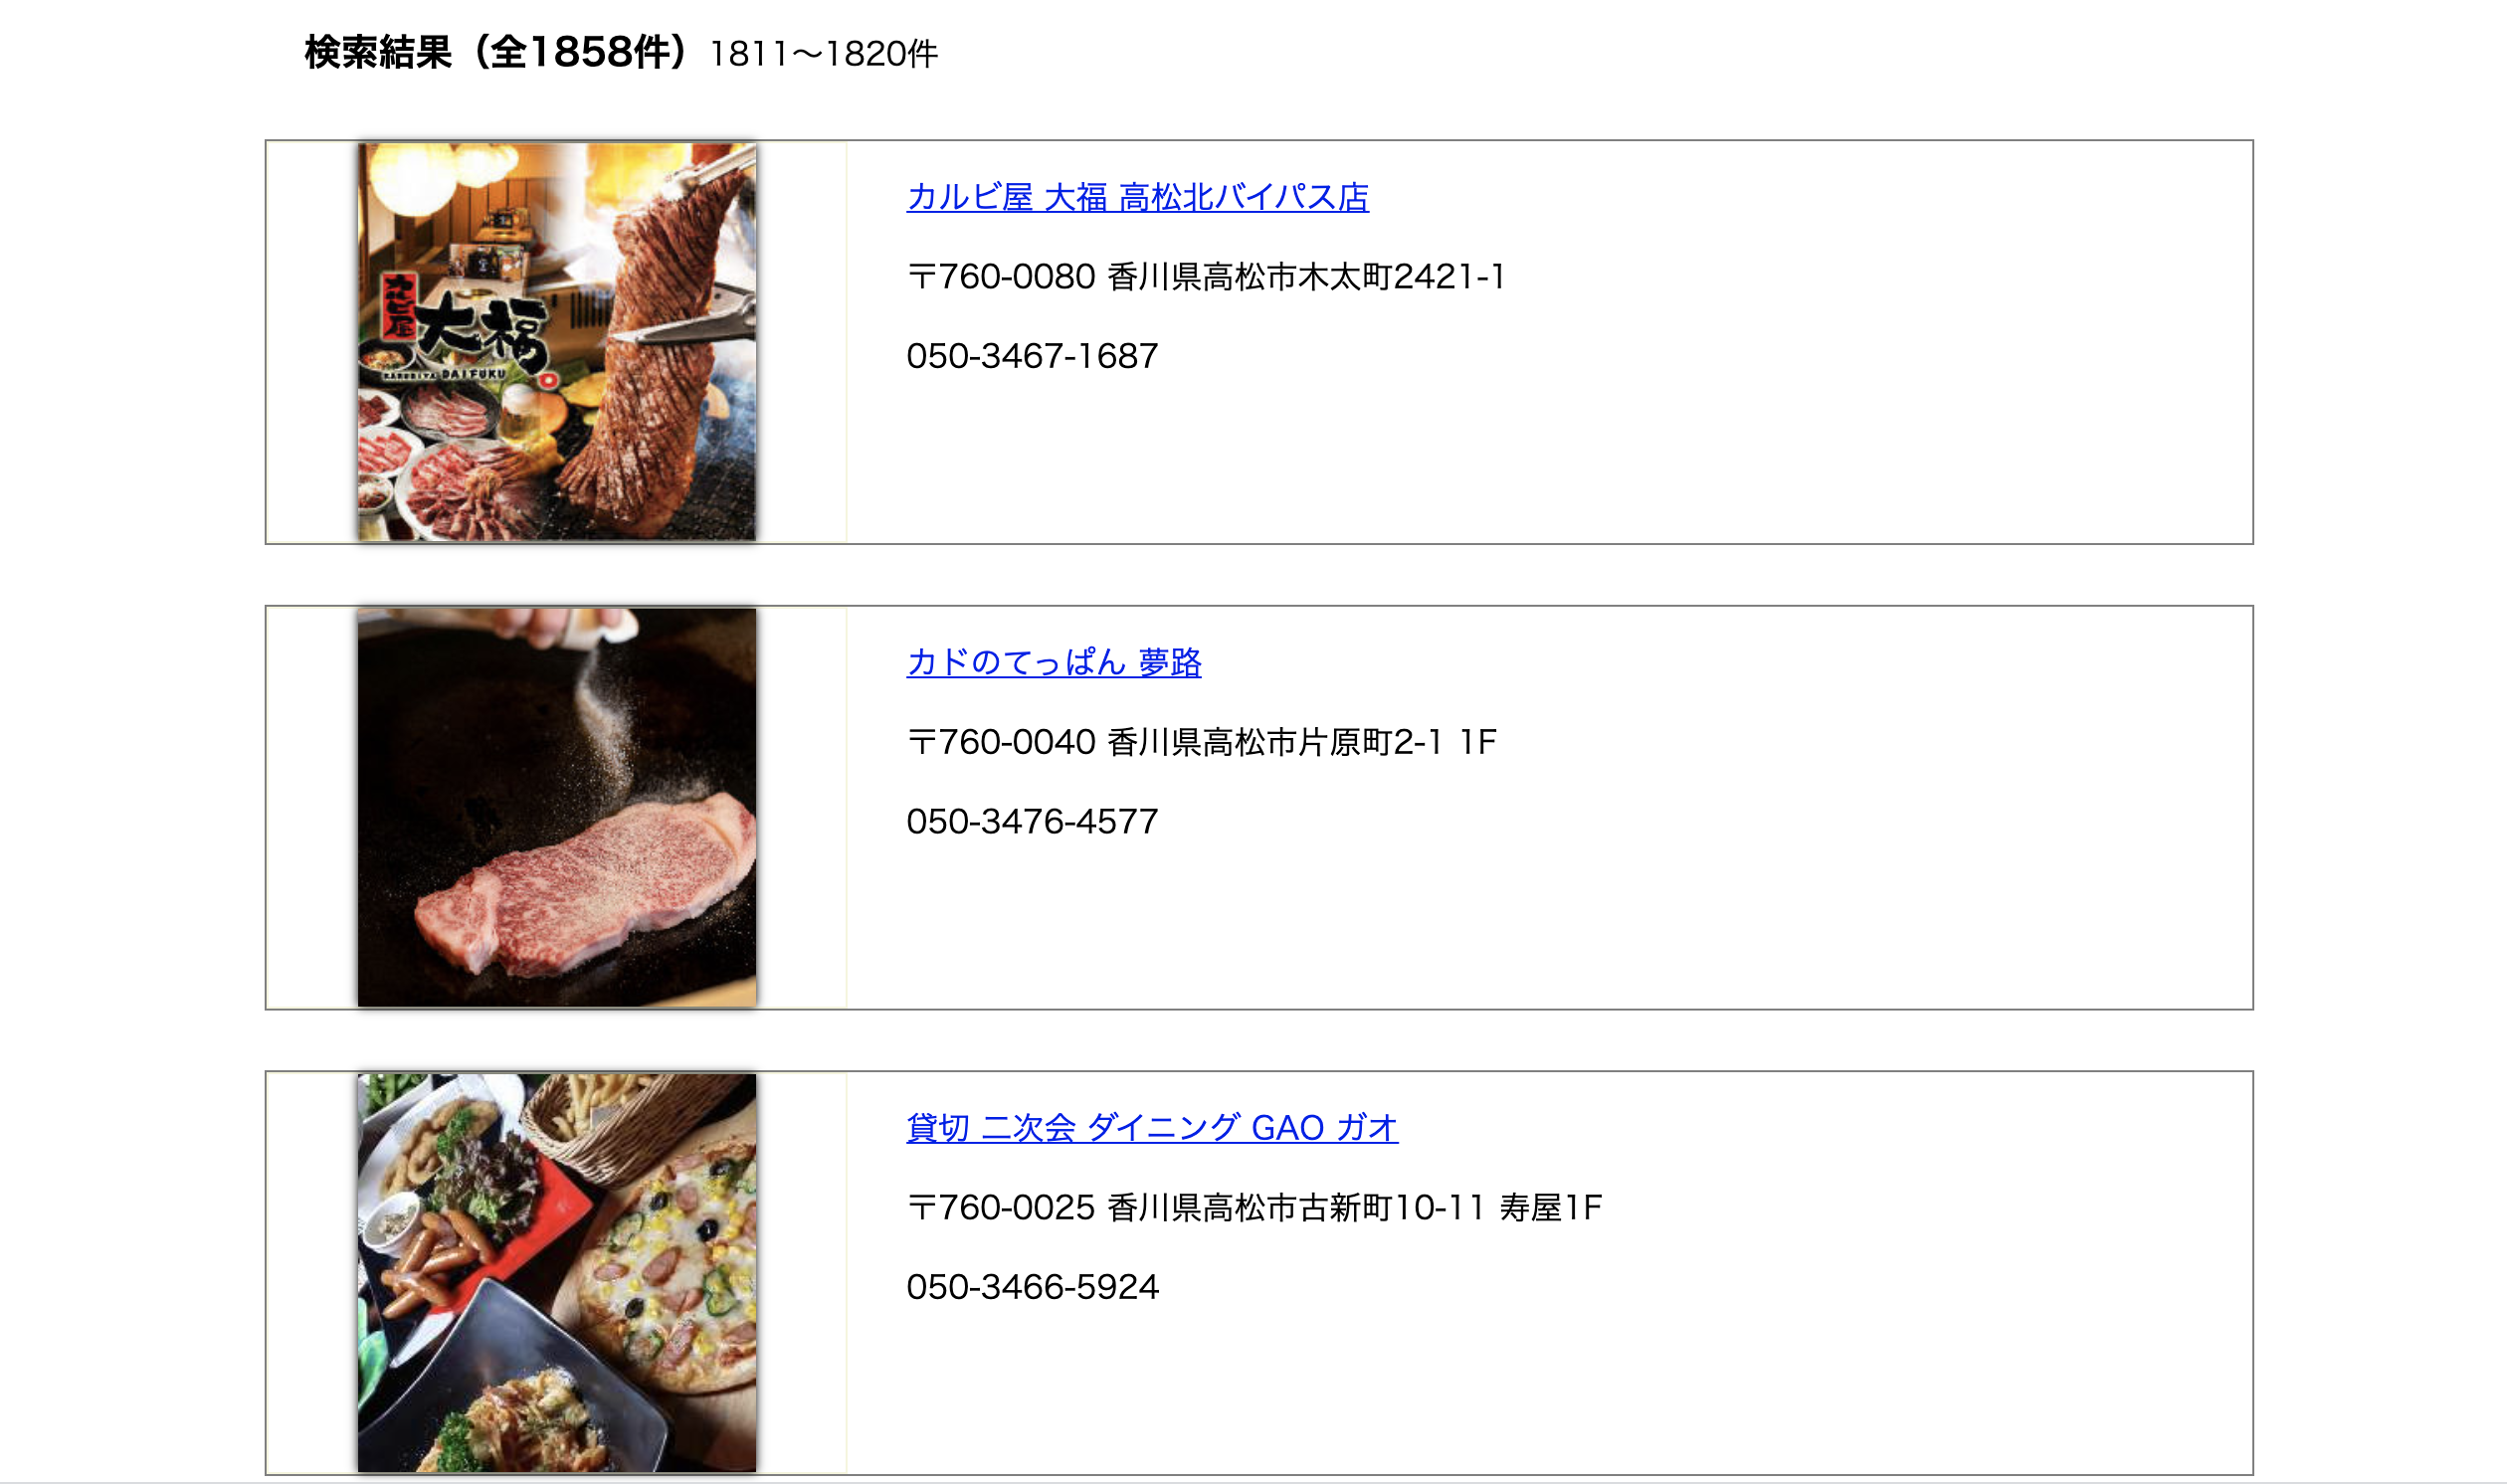 検索結果（全1858件）1811〜1820件
カルビ屋 大福 高松北バイパス店
〒760-0080 香川県高松市木太町2421-1
050-3467-1687
カルビ屋
大福。
KARUBIYA DAIFUKU
カドのてっぱん 夢路
〒760-0040 香川県高松市片原町2-1 1F
050-3476-4577
貸切 二次会 ダイニング GAO ガオ
〒760-0025 香川県高松市古新町10-11 寿屋1F
050-3466-5924